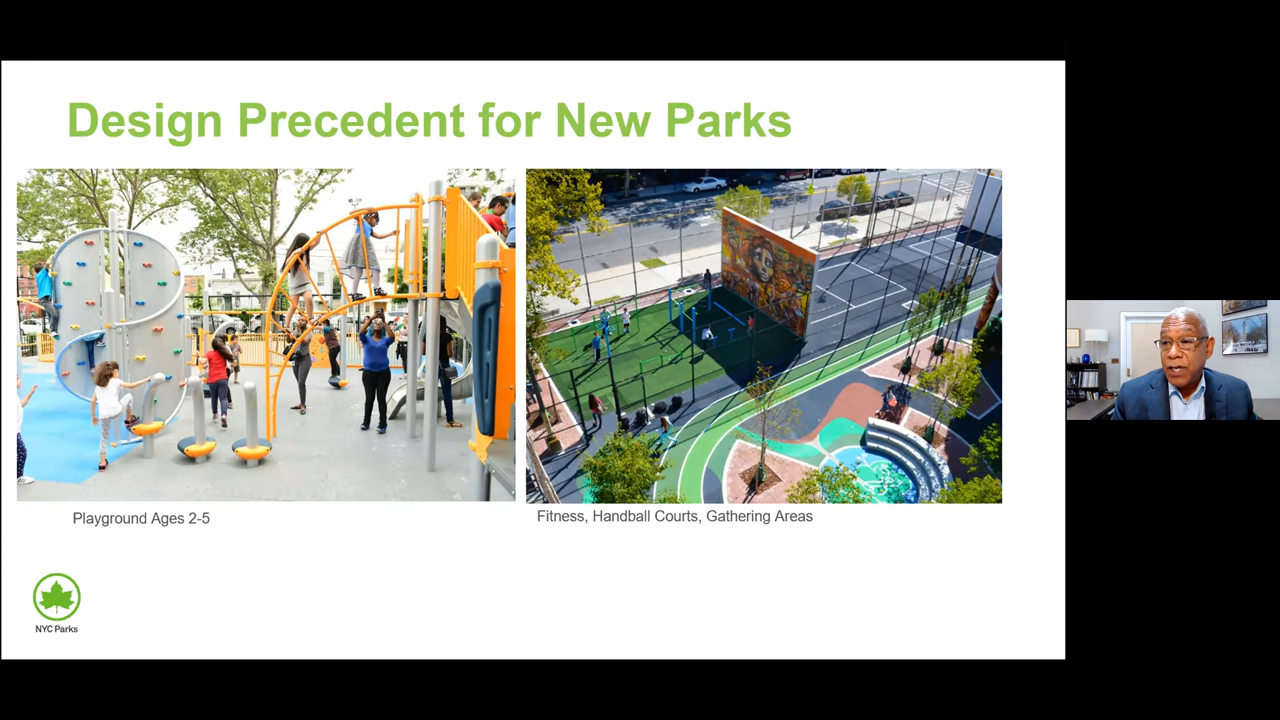 Design Precedent for New Parks
Playground Ages 2-5
Fitness, Handball Courts, Gathering Areas
NYC Parks